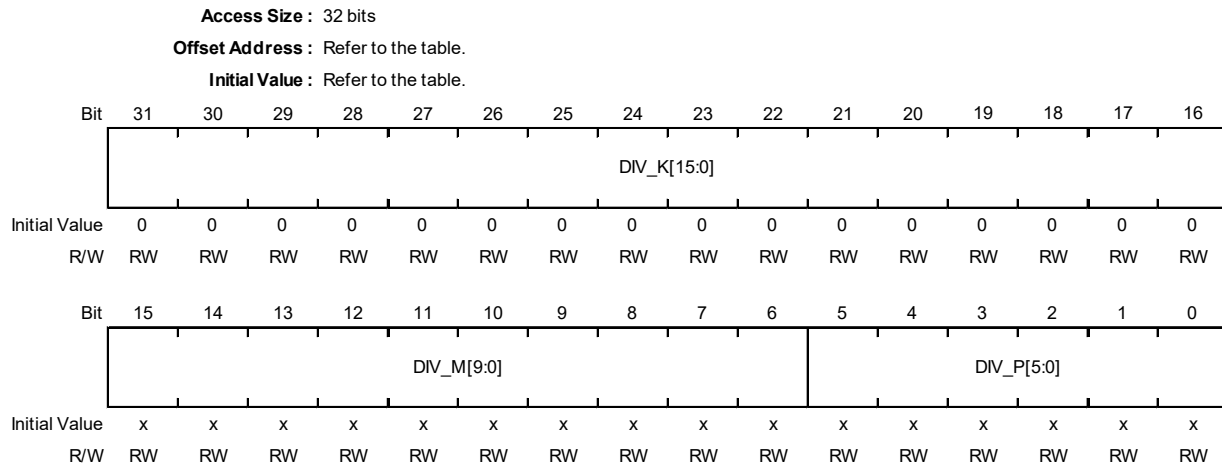 Access Size : 32 bits
Offset Address : Refer to the table.
Initial Value : Refer to the table.
Bit 31 30 29 28 27 26 25 24 23 22 21 20 19 18 17 16
DIV_K[15:0]
Initial Value 0 0 0 0 0 0 0 0 0 0 0 0 0 0 0 0
R/W RW RW RW RW RW RW RW RW RW RW RW RW RW RW RW RW
Bit 15 14 13 12 11 10 9 8 7 6 5 4 3 2 1 0
DIV_M[9:0] DIV_P[5:0]
Initial Value x x x x x x x x x x x x x x x x
R/W RW RW RW RW RW RW RW RW RW RW RW RW RW RW RW RW